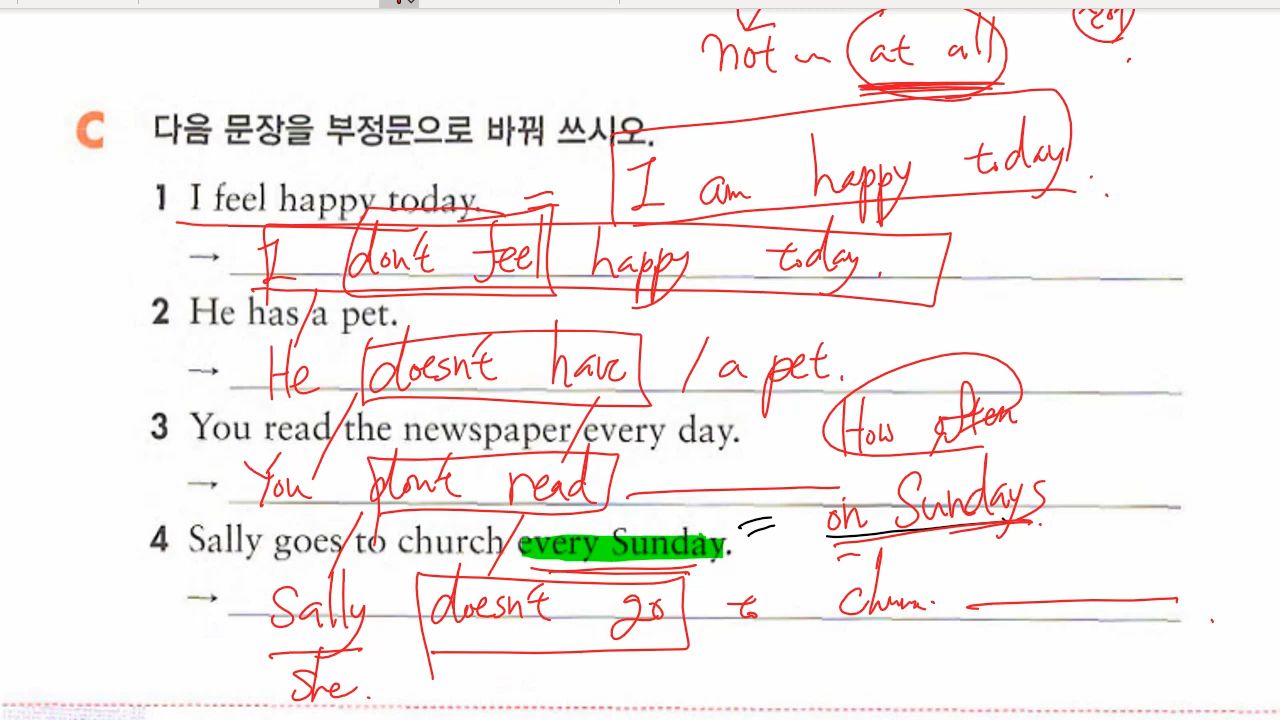 not ~ at all
C 다음 문장을 부정문으로 바꿔 쓰시오.
1 I feel happy today. = I am happy today.
→ I don't feel happy today.
2 He has a pet.
→ He doesn't have / a pet.
3 You read the newspaper every day.
How often
→ You don't read
on Sundays.
4 Sally goes to church every Sunday. =
→ Sally doesn't go to
she.